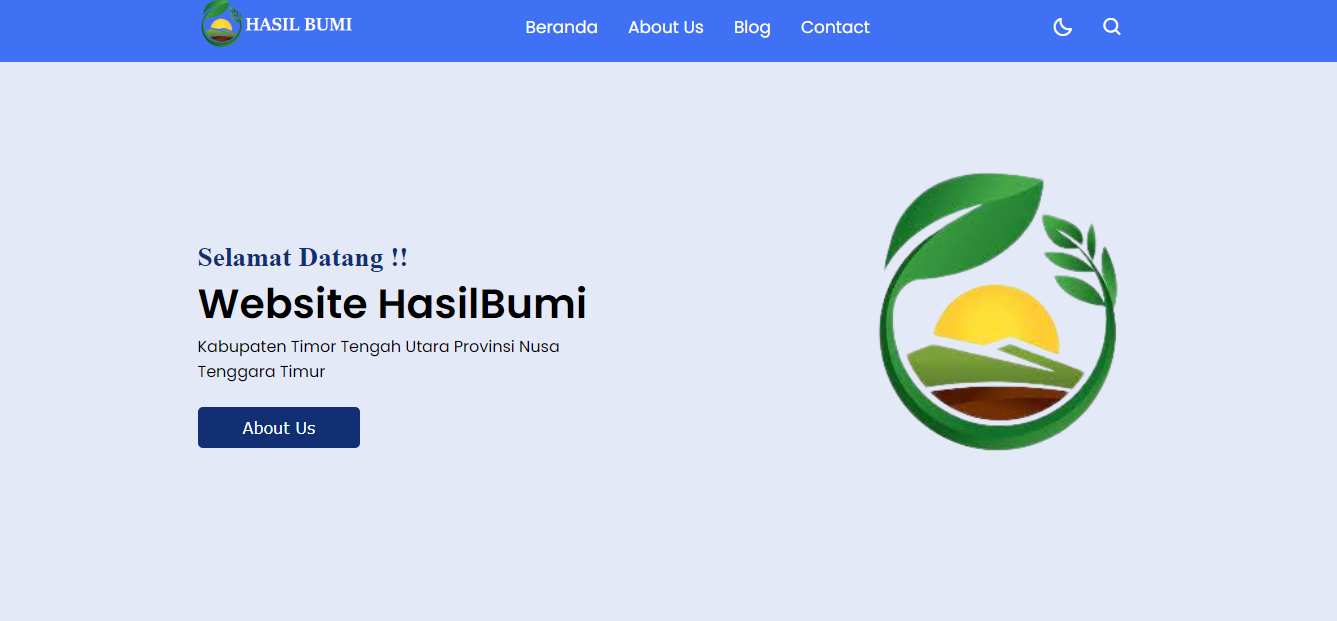 HASIL BUMI
Beranda About Us Blog Contact
Selamat Datang !!
Website HasilBumi
Kabupaten Timor Tengah Utara Provinsi Nusa
Tenggara Timur
About Us